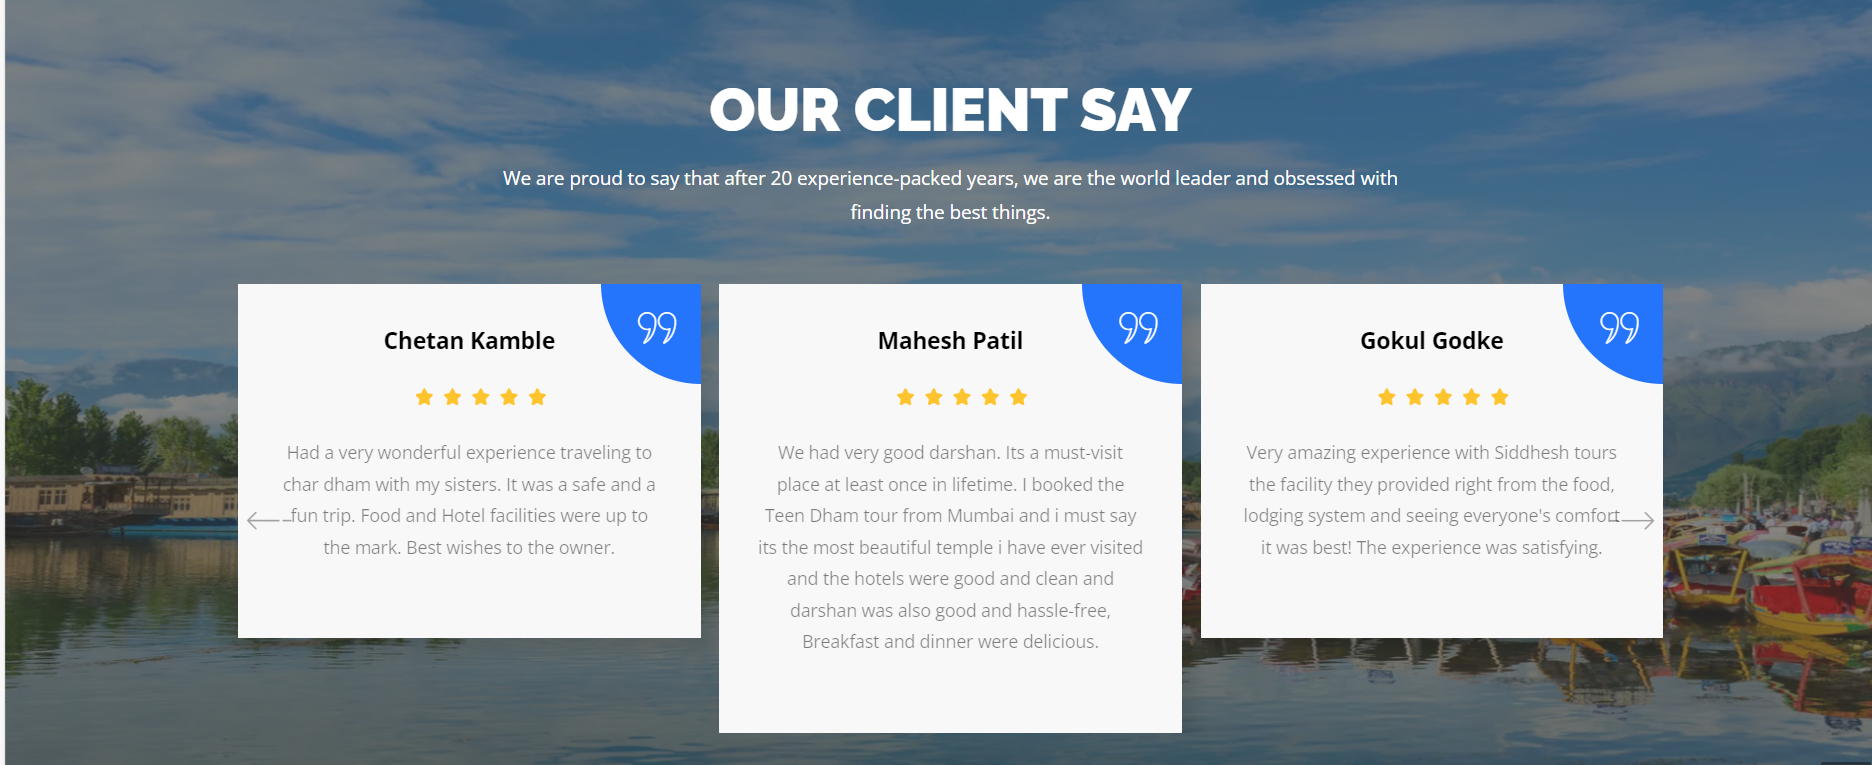 OUR CLIENT SAY
We are proud to say that after 20 experience-packed years, we are the world leader and obsessed with
finding the best things.
Chetan Kamble
Had a very wonderful experience traveling to
char dham with my sisters. It was a safe and a
fun trip. Food and Hotel facilities were up to
the mark. Best wishes to the owner.
Mahesh Patil
We had very good darshan. Its a must-visit
place at least once in lifetime. I booked the
Teen Dham tour from Mumbai and i must say
its the most beautiful temple i have ever visited
and the hotels were good and clean and
darshan was also good and hassle-free,
Breakfast and dinner were delicious.
Gokul Godke
Very amazing experience with Siddhesh tours
the facility they provided right from the food,
lodging system and seeing everyone's comfort
it was best! The experience was satisfying.